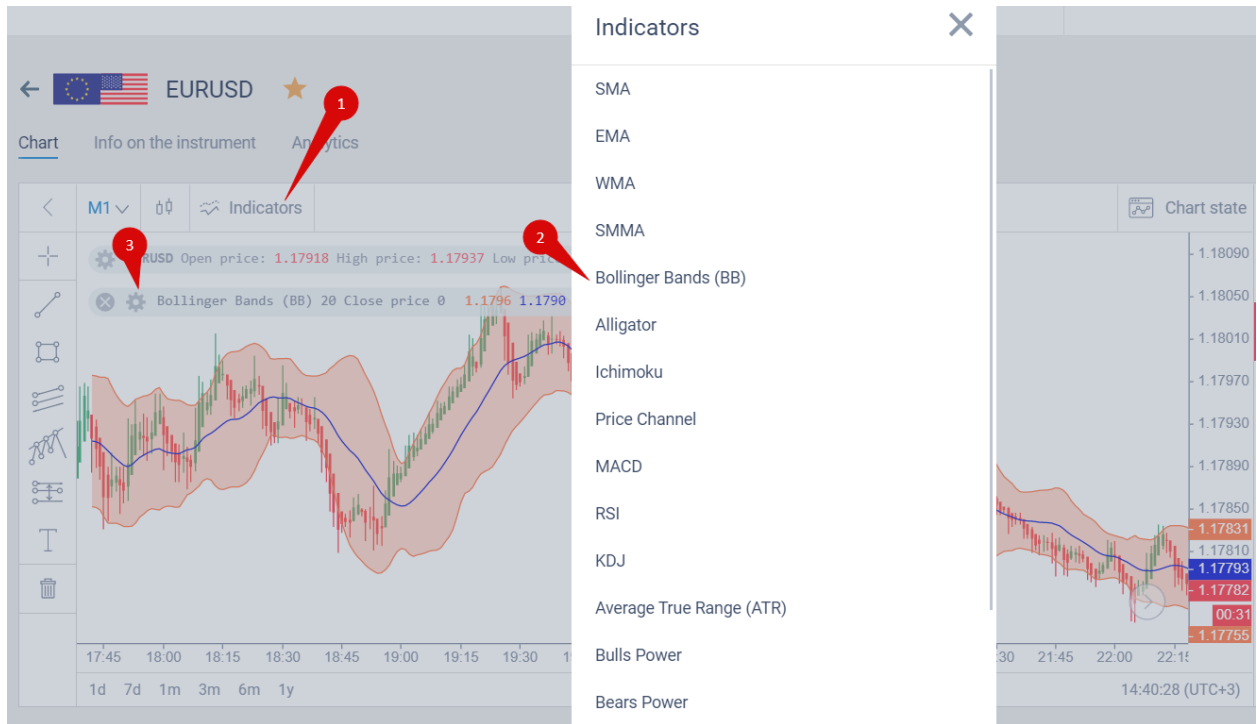 Indicators
EURUSD
1
Chart Info on the instrument Analytics
M1 Indicators
Chart state
3
RUSD Open price: 1.17918 High price: 1.17937 Low price
Bollinger Bands (BB) 20 Close price 0 1.1796 1.1790
2
SMA
EMA
WMA
SMMA
Bollinger Bands (BB)
Alligator
Ichimoku
Price Channel
MACD
RSI
KDJ
Average True Range (ATR)
Bulls Power
Bears Power
1.18090
1.18050
1.18010
1.17970
1.17930
1.17890
1.17850
1.17831
1.17810
1.17793
1.17782
00:31
1.17755
17:45 18:00 18:15 18:30 18:45 19:00 19:15 19:30 21:45 22:00
1d 7d 1m 3m 6m 1y
14:40:28 (UTC+3)